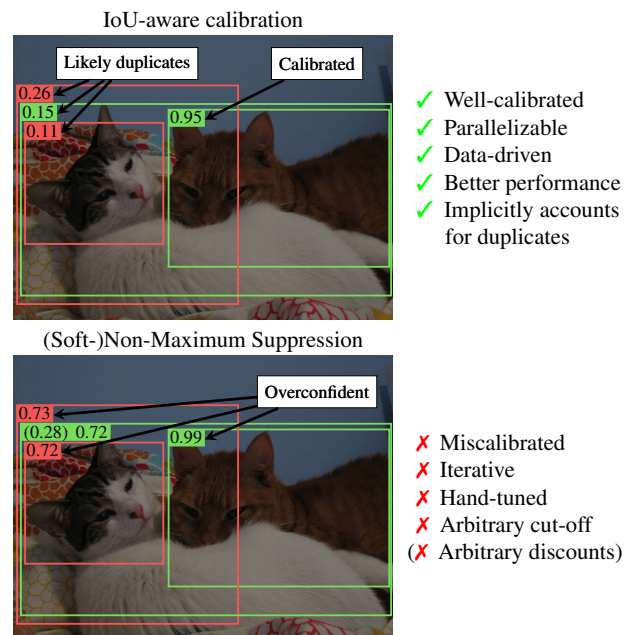 IoU-aware calibration
Likely duplicates
Calibrated
0.26
0.15
0.11
0.95
✓ Well-calibrated
✓ Parallelizable
✓ Data-driven
✓ Better performance
✓ Implicitly accounts
for duplicates
(Soft-)Non-Maximum Suppression
Overconfident
0.73
(0.28) 0.72
0.72
0.99
✗ Miscalibrated
✗ Iterative
✗ Hand-tuned
✗ Arbitrary cut-off
(✗ Arbitrary discounts)